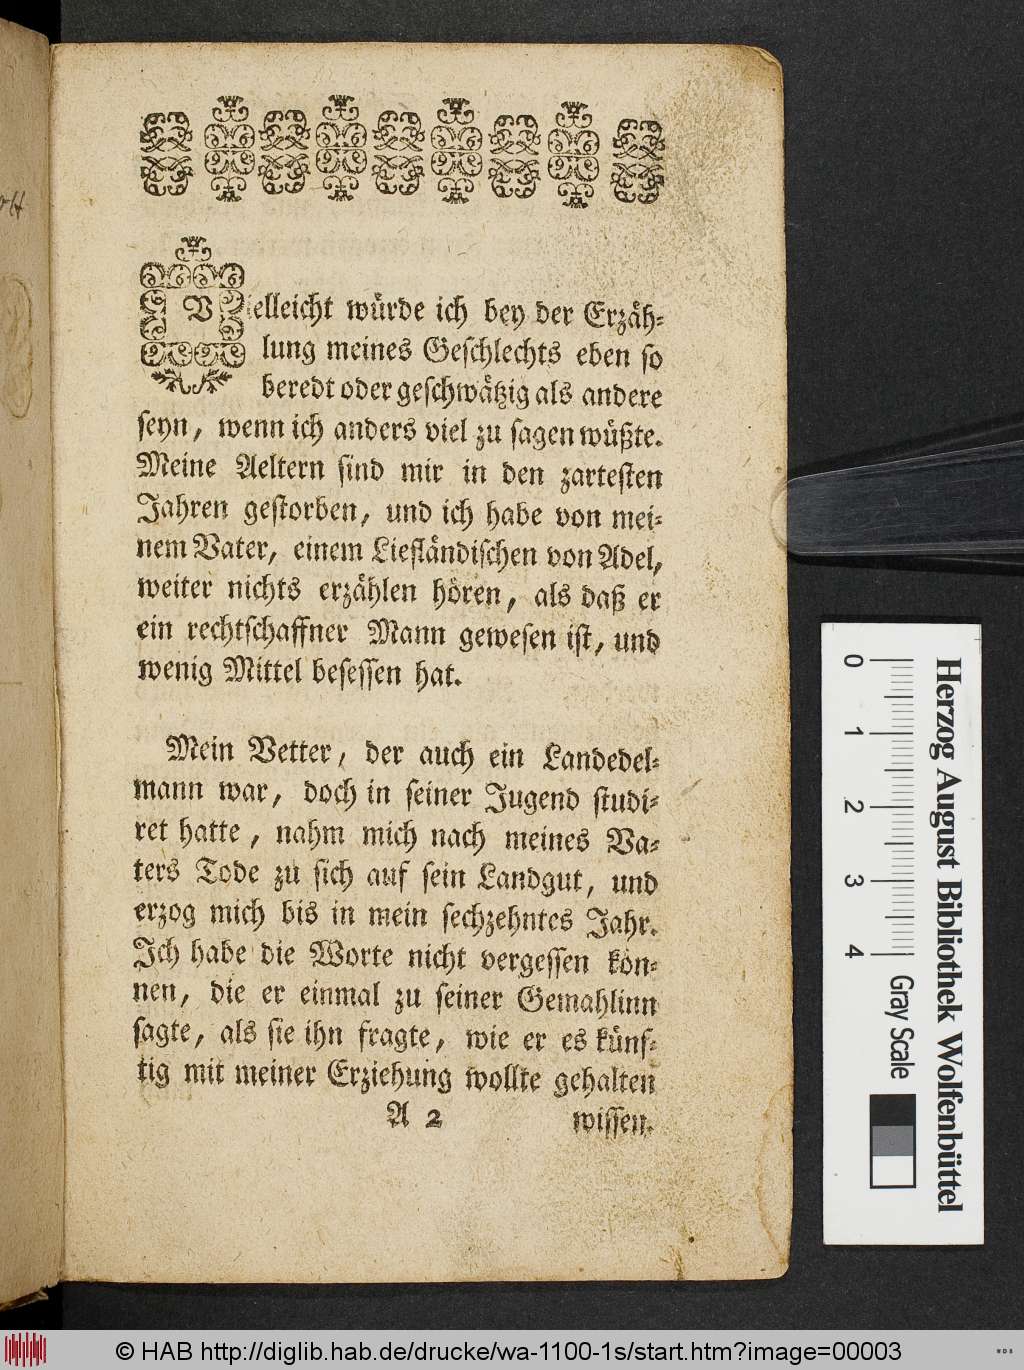 Vielleicht würde ich bey der Erzäh-
lung meines Geschlechts eben so
beredt oder geschwätzig als andere
seyn, wenn ich anders viel zu sagen wüßte.
Meine Aeltern sind mir in den zartesten
Jahren gestorben, und ich habe von mei-
nem Vater, einem Liefländischen von Adel,
weiter nichts erzählen hören, als daß er
ein rechtschaffner Mann gewesen ist, und
wenig Mittel besessen hat.
Mein Vetter, der auch ein Landedel-
mann war, doch in seiner Jugend studi-
ret hatte, nahm mich nach meines Va-
ters Tode zu sich auf sein Landgut, und
erzog mich bis in mein sechzehntes Jahr.
Ich habe die Worte nicht vergessen kön-
nen, die er einmal zu seiner Gemahlinn
sagte, als sie ihn fragte, wie er es künf-
tig mit meiner Erziehung wollte gehalten
A 2 wissen.
Herzog August Bibliothek Wolfenbüttel
0 1 2 3 4 Gray Scale
© HAB http://diglib.hab.de/drucke/wa-1100-1s/start.htm?image=00003